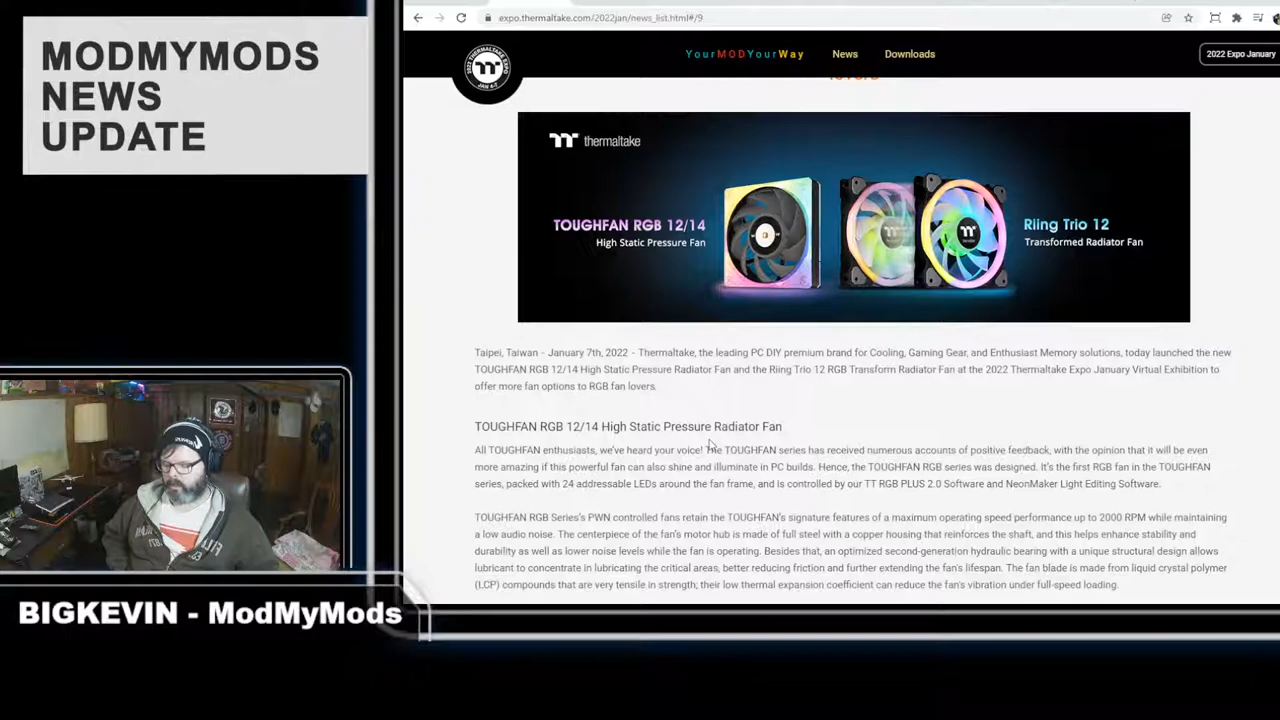 MODMYMODS
NEWS
UPDATE
expo.thermaltake.com/2022jan/news_list.html#/9
YourMODYourWay
News
Downloads
2022 Expo January
2022 THERMALTAKE EXPO
JAN 4-7
thermaltake
TOUGHFAN RGB 12/14
High Static Pressure Fan
Riing Trio 12
Transformed Radiator Fan
Taipei, Taiwan - January 7th, 2022 - Thermaltake, the leading PC DIY premium brand for Cooling, Gaming Gear, and Enthusiast Memory solutions, today launched the new
TOUGHFAN RGB 12/14 High Static Pressure Radiator Fan and the Riing Trio 12 RGB Transform Radiator Fan at the 2022 Thermaltake Expo January Virtual Exhibition to
offer more fan options to RGB fan lovers.
TOUGHFAN RGB 12/14 High Static Pressure Radiator Fan
All TOUGHFAN enthusiasts, we've heard your voice! The TOUGHFAN series has received numerous accounts of positive feedback, with the opinion that it will be even
more amazing if this powerful fan can also shine and illuminate in PC builds. Hence, the TOUGHFAN RGB series was designed. It's the first RGB fan in the TOUGHFAN
series, packed with 24 addressable LEDs around the fan frame, and is controlled by our TT RGB PLUS 2.0 Software and NeonMaker Light Editing Software.
TOUGHFAN RGB Series's PWN controlled fans retain the TOUGHFAN's signature features of a maximum operating speed performance up to 2000 RPM while maintaining
a low audio noise. The centerpiece of the fan's motor hub is made of full steel with a copper housing that reinforces the shaft, and this helps enhance stability and
durability as well as lower noise levels while the fan is operating. Besides that, an optimized second-generation hydraulic bearing with a unique structural design allows
lubricant to concentrate in lubricating the critical areas, better reducing friction and further extending the fan's lifespan. The fan blade is made from liquid crystal polymer
(LCP) compounds that are very tensile in strength; their low thermal expansion coefficient can reduce the fan's vibration under full-speed loading.
BIGKEVIN - ModMyMods